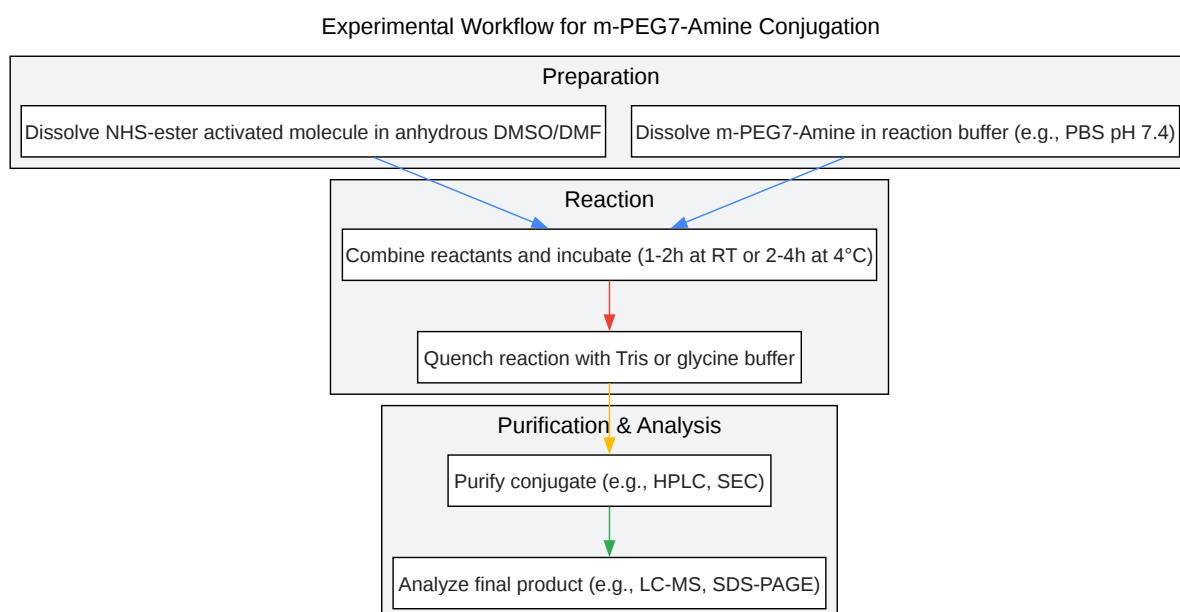 Experimental Workflow for m-PEG7-Amine Conjugation
Preparation
Dissolve NHS-ester activated molecule in anhydrous DMSO/DMF
Dissolve m-PEG7-Amine in reaction buffer (e.g., PBS pH 7.4)
Reaction
Combine reactants and incubate (1-2h at RT or 2-4h at 4°C)
Quench reaction with Tris or glycine buffer
Purification & Analysis
Purify conjugate (e.g., HPLC, SEC)
Analyze final product (e.g., LC-MS, SDS-PAGE)